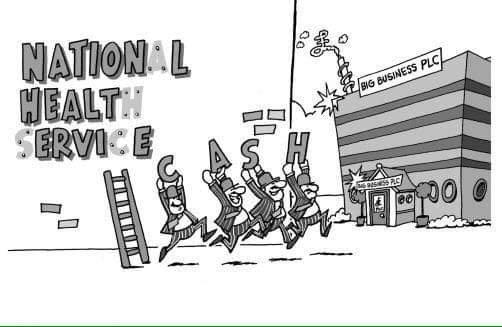 NATIONAL
HEALTH
SERVICE
CASH
BIG BUSINESS PLC
BIG BUSINESS PLC